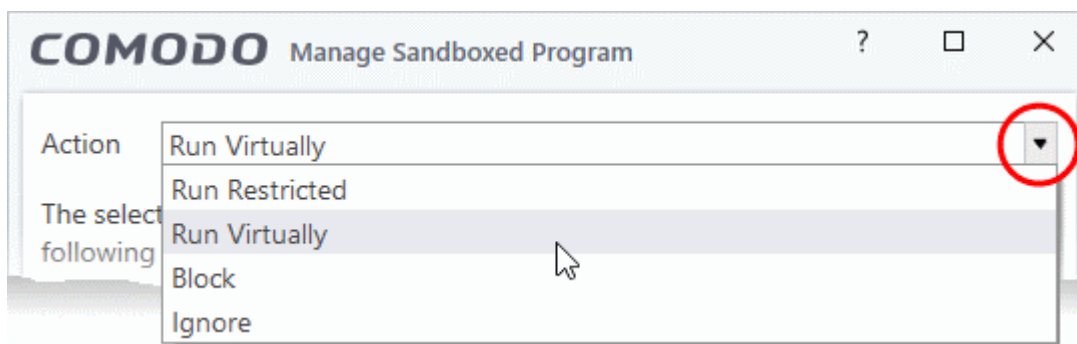 COMODO Manage Sandboxed Program ?
Action Run Virtually
Run Restricted
The select
Run Virtually
following
Block
Ignore